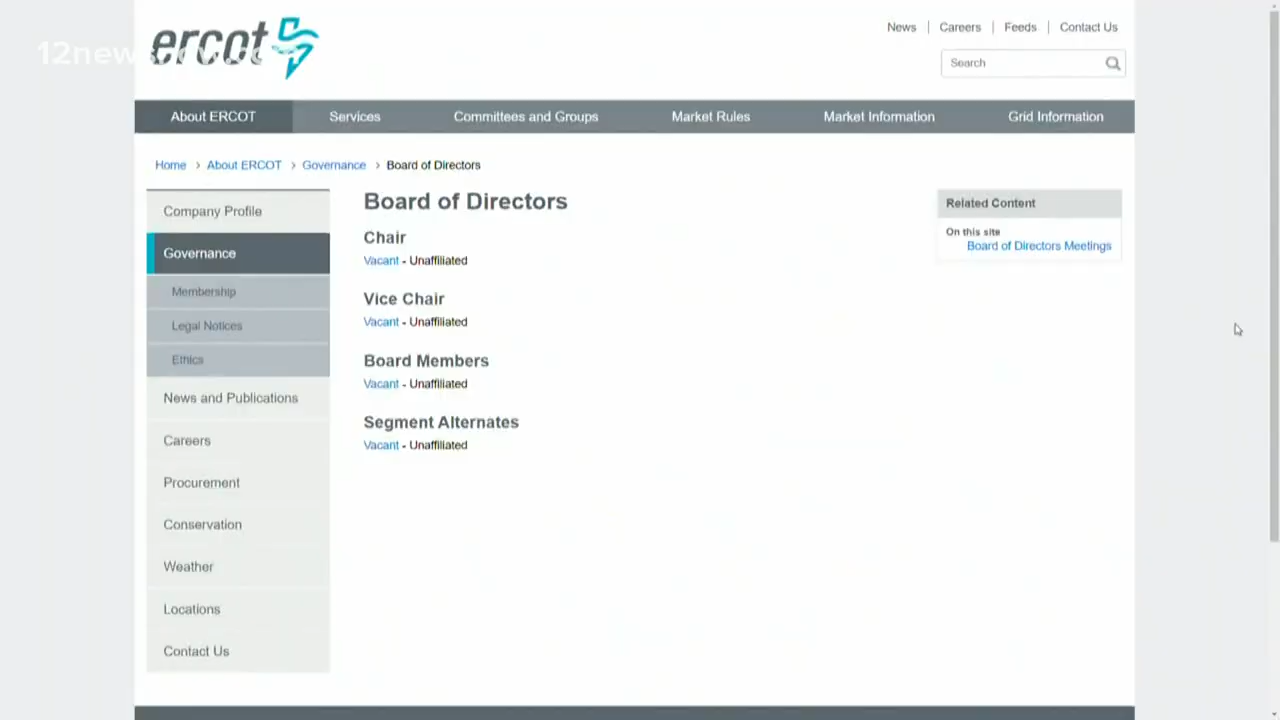 12news
ercot
News
Careers
Feeds
Contact Us
Search
About ERCOT
Services
Committees and Groups
Market Rules
Market Information
Grid Information
Home > About ERCOT > Governance > Board of Directors
Company Profile
Governance
Membership
Legal Notices
Ethics
News and Publications
Careers
Procurement
Conservation
Weather
Locations
Contact Us
Board of Directors
Chair
Vacant - Unaffiliated
Vice Chair
Vacant - Unaffiliated
Board Members
Vacant - Unaffiliated
Segment Alternates
Vacant - Unaffiliated
Related Content
On this site
Board of Directors Meetings